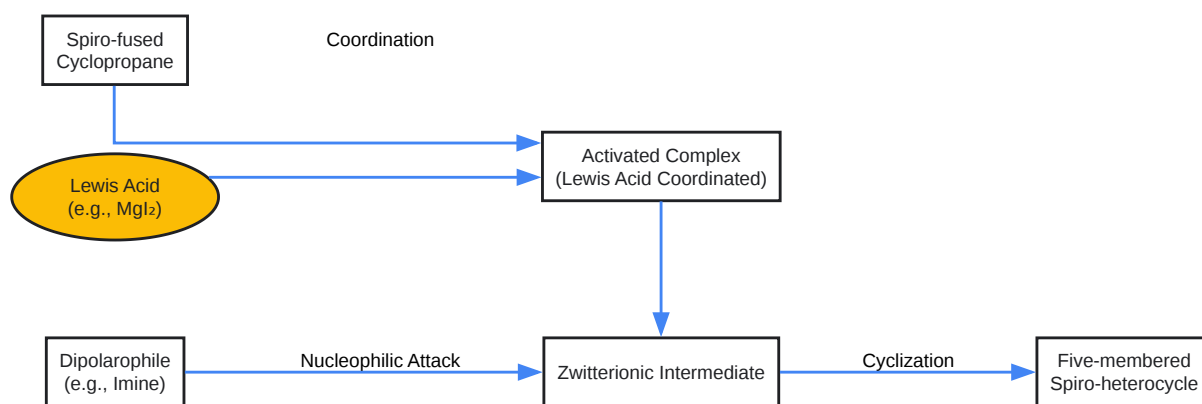 Spiro-fused
Cyclopropane
Coordination
Lewis Acid
(e.g., MgI₂)
Activated Complex
(Lewis Acid Coordinated)
Dipolarophile
(e.g., Imine)
Nucleophilic Attack
Zwitterionic Intermediate
Cyclization
Five-membered
Spiro-heterocycle